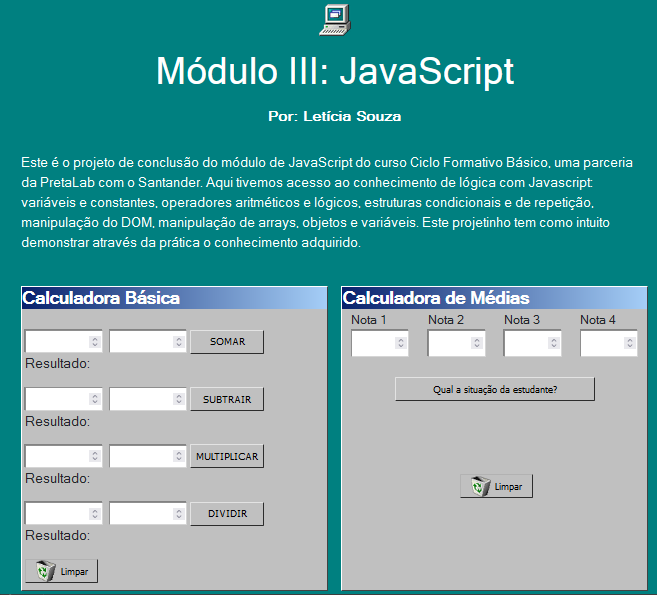 Módulo III: JavaScript
Por: Letícia Souza
Este é o projeto de conclusão do módulo de JavaScript do curso Ciclo Formativo Básico, uma parceria
da PretaLab com o Santander. Aqui tivemos acesso ao conhecimento de lógica com Javascript:
variáveis e constantes, operadores aritméticos e lógicos, estruturas condicionais e de repetição,
manipulação do DOM, manipulação de arrays, objetos e variáveis. Este projetinho tem como intuito
demonstrar através da prática o conhecimento adquirido.
Calculadora Básica
SOMAR
Resultado:
SUBTRAIR
Resultado:
MULTIPLICAR
Resultado:
DIVIDIR
Resultado:
Limpar
Calculadora de Médias
Nota 1 Nota 2 Nota 3 Nota 4
Qual a situação da estudante?
Limpar